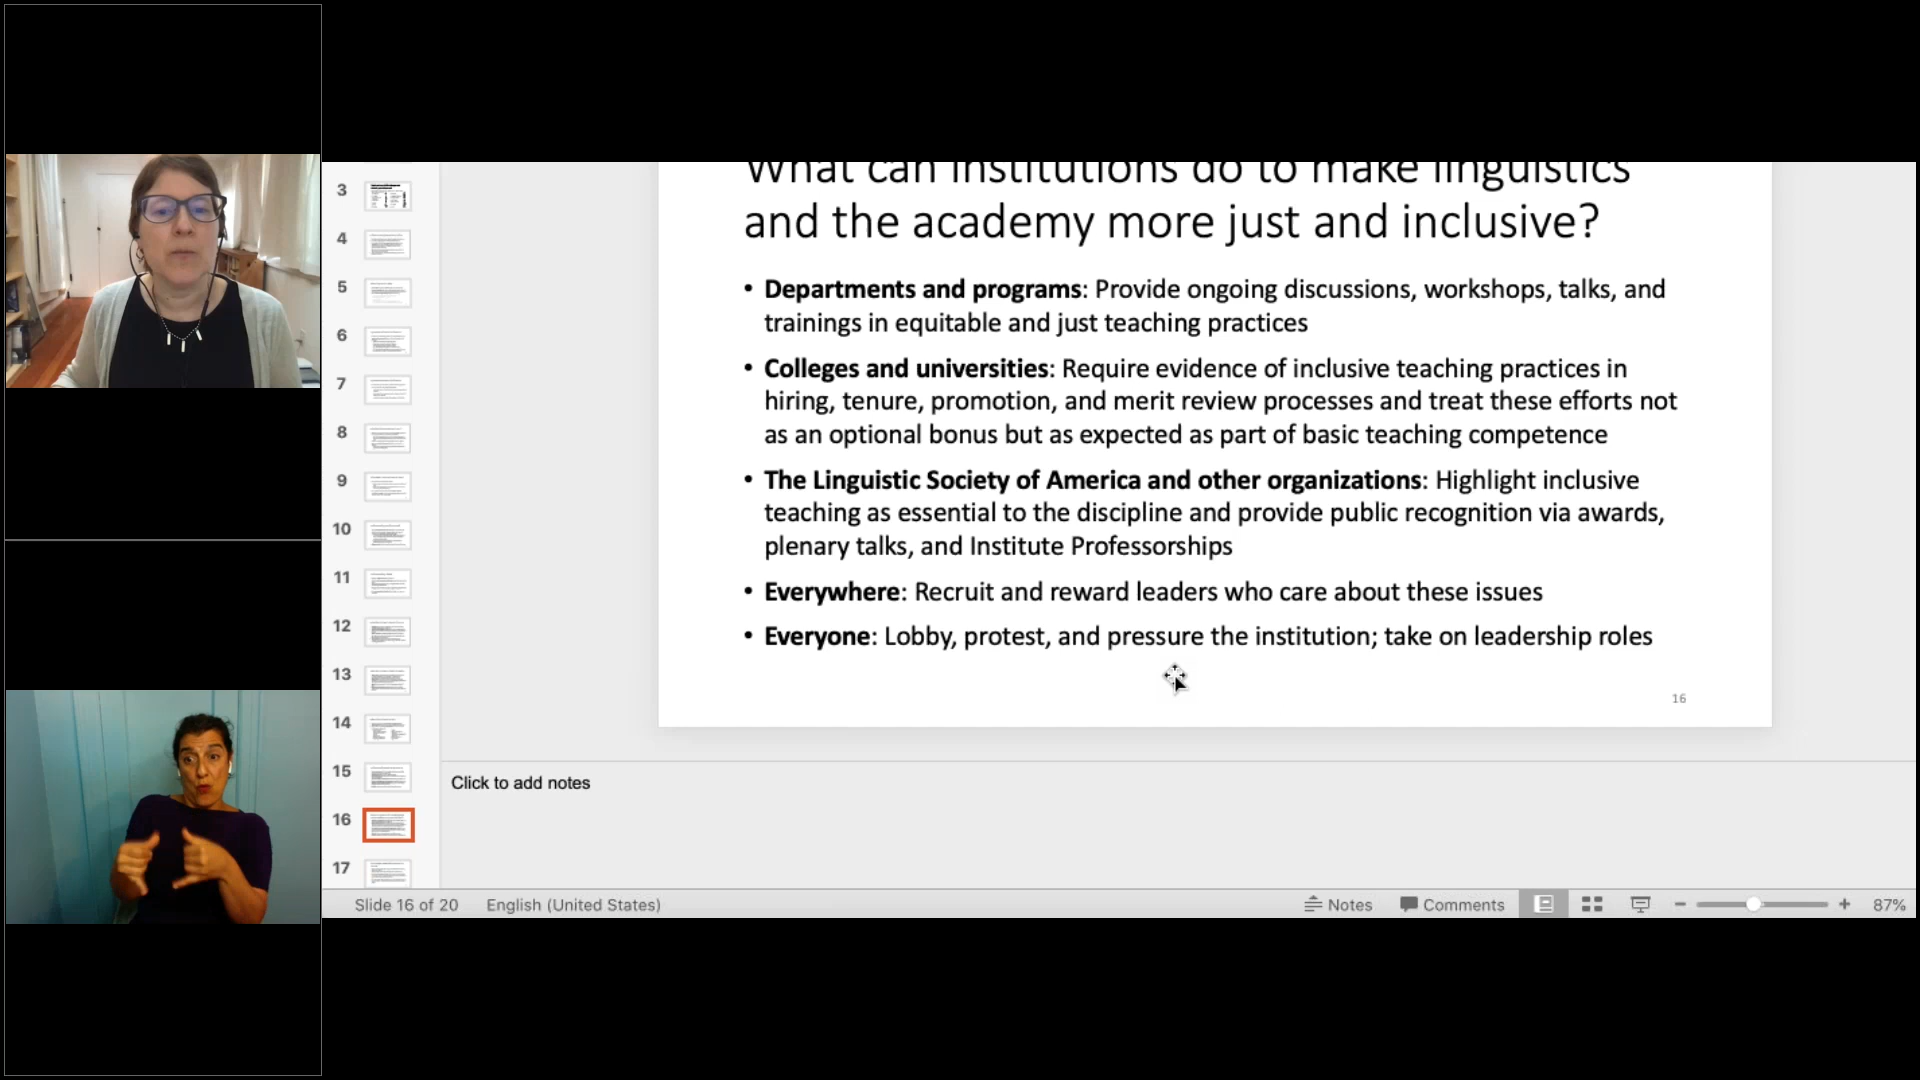 What can institutions do to make linguistics
and the academy more just and inclusive?
• Departments and programs: Provide ongoing discussions, workshops, talks, and
trainings in equitable and just teaching practices
• Colleges and universities: Require evidence of inclusive teaching practices in
hiring, tenure, promotion, and merit review processes and treat these efforts not
as an optional bonus but as expected as part of basic teaching competence
• The Linguistic Society of America and other organizations: Highlight inclusive
teaching as essential to the discipline and provide public recognition via awards,
plenary talks, and Institute Professorships
• Everywhere: Recruit and reward leaders who care about these issues
• Everyone: Lobby, protest, and pressure the institution; take on leadership roles
16
3
4
5
6
7
8
9
10
11
12
13
14
15
16
17
Click to add notes
Slide 16 of 20 English (United States) Notes Comments 87%